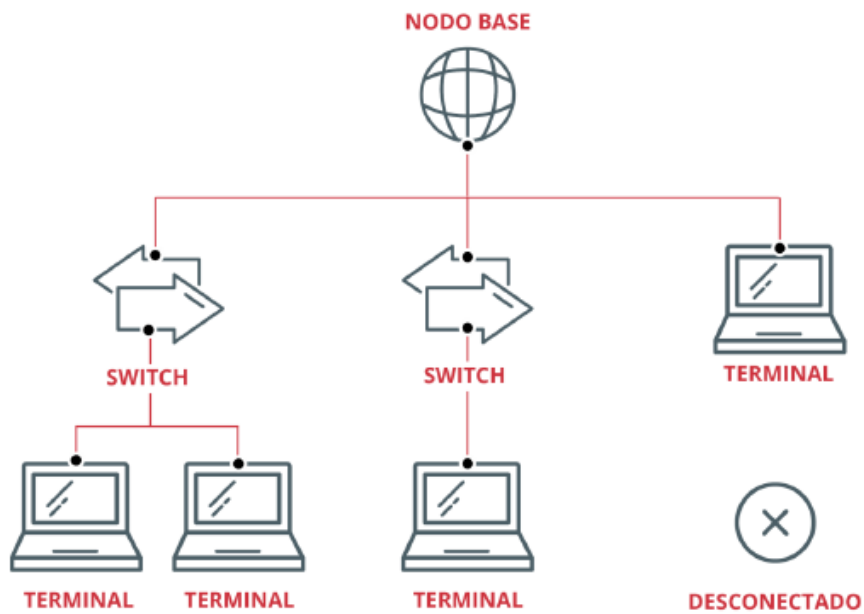 NODO BASE
SWITCH
SWITCH
TERMINAL
TERMINAL
TERMINAL
TERMINAL
DESCONECTADO